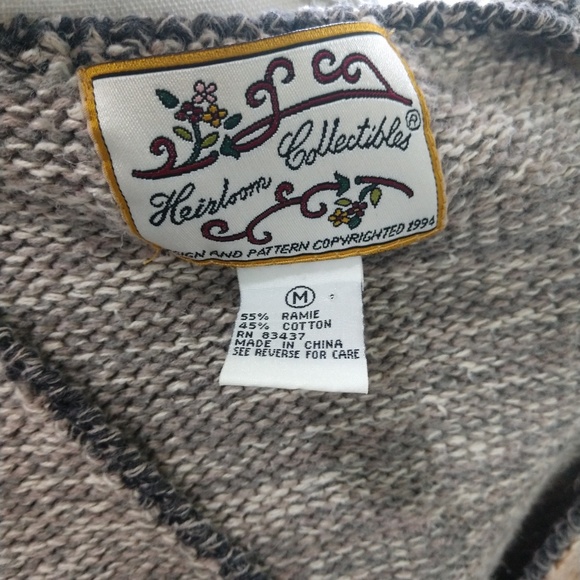 Heirloom Collectibles®
AND PATTERN COPYRIGHTED 1994
M
55% RAMIE
45% COTTON
RN 83437
MADE IN CHINA
SEE REVERSE FOR CARE